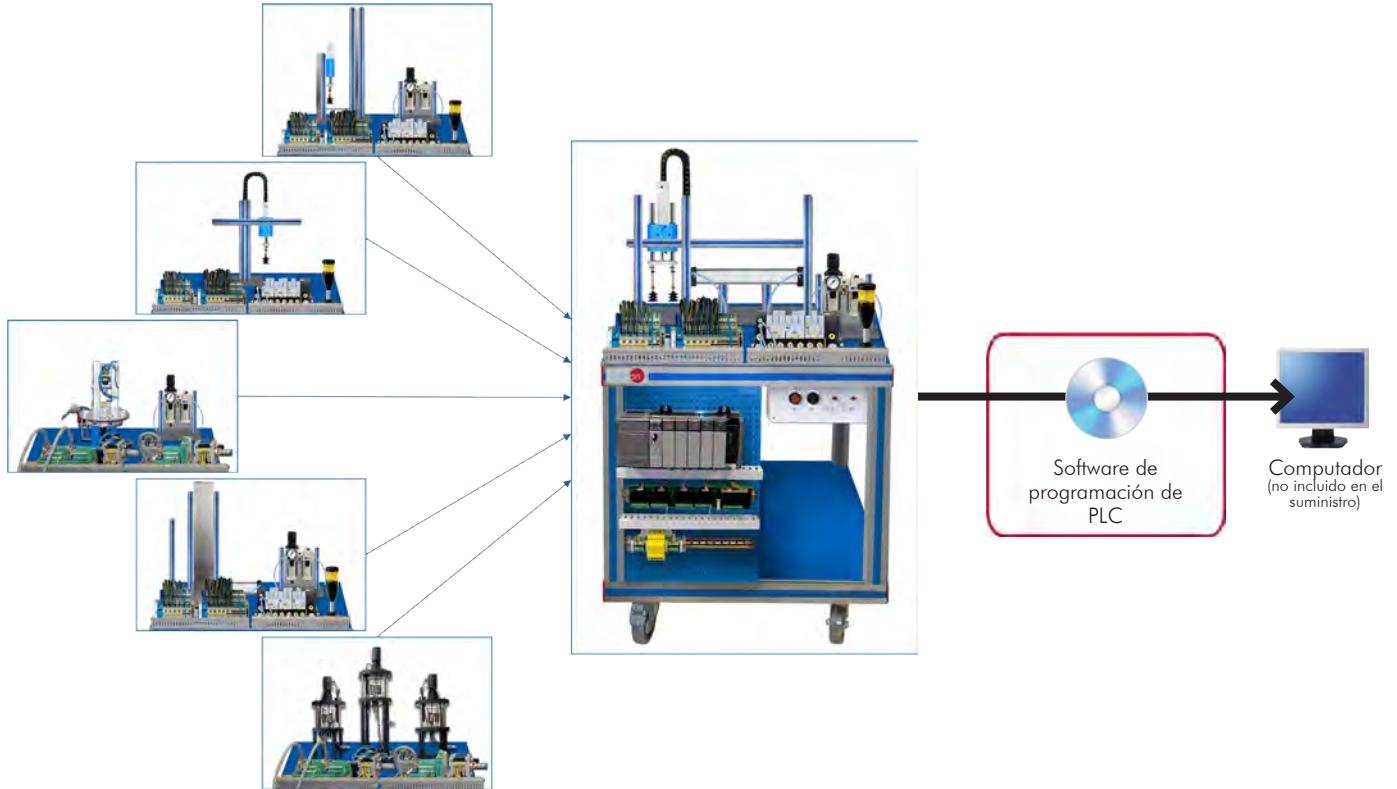 Software de
programación de
PLC
Computador
(no incluido en el
suministro)